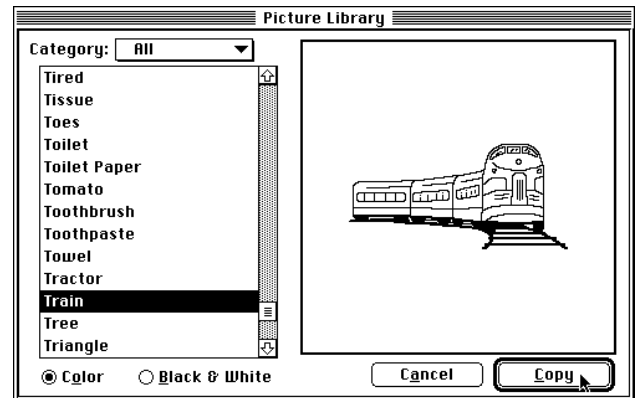 Picture Library
Category: All
Tired
Tissue
Toes
Toilet
Toilet Paper
Tomato
Toothbrush
Toothpaste
Towel
Tractor
Train
Tree
Triangle
Color Black & White
Cancel Copy